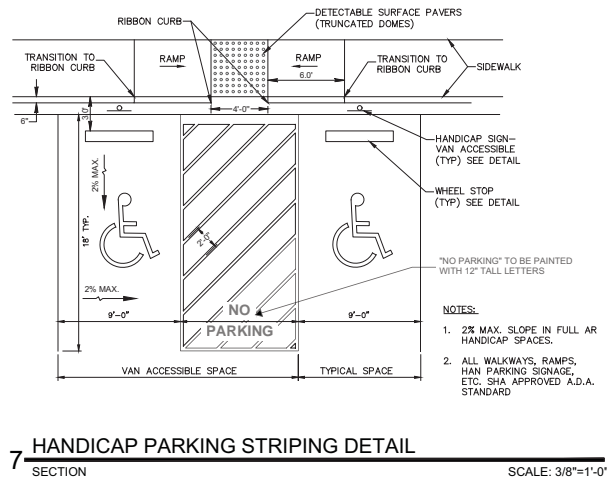 DETECTABLE SURFACE PAVERS
(TRUNCATED DOMES)
RIBBON CURB
TRANSITION TO
RIBBON CURB
RAMP
RAMP
6.0'
TRANSITION TO
RIBBON CURB
SIDEWALK
6"
3.0'
4'-0"
HANDICAP SIGN-
VAN ACCESSIBLE
(TYP) SEE DETAIL
WHEEL STOP
(TYP) SEE DETAIL
2% MAX.
18' TYP.
2'-0"
"NO PARKING" TO BE PAINTED
WITH 12" TALL LETTERS
2% MAX.
9'-0"
NO
PARKING
9'-0"
VAN ACCESSIBLE SPACE
TYPICAL SPACE
NOTES:
1. 2% MAX. SLOPE IN FULL AR
HANDICAP SPACES.
2. ALL WALKWAYS, RAMPS,
HAN PARKING SIGNAGE,
ETC. SHA APPROVED A.D.A.
STANDARD
7 HANDICAP PARKING STRIPING DETAIL
SECTION
SCALE: 3/8"=1'-0"